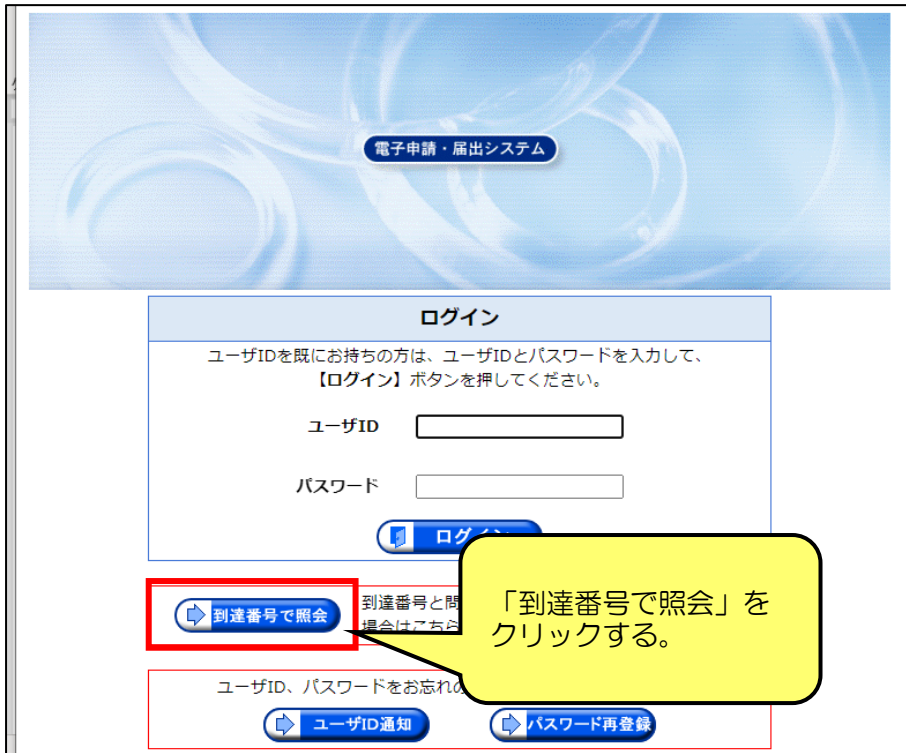 電子申請・届出システム
ログイン
ユーザIDを既にお持ちの方は、ユーザIDとパスワードを入力して、
【ログイン】ボタンを押してください。
ユーザID
パスワード
ログイン
到達番号で照会
到達番号と問
場合はこちら
「到達番号で照会」を
クリックする。
ユーザID、パスワードをお忘れの
ユーザID通知
パスワード再登録